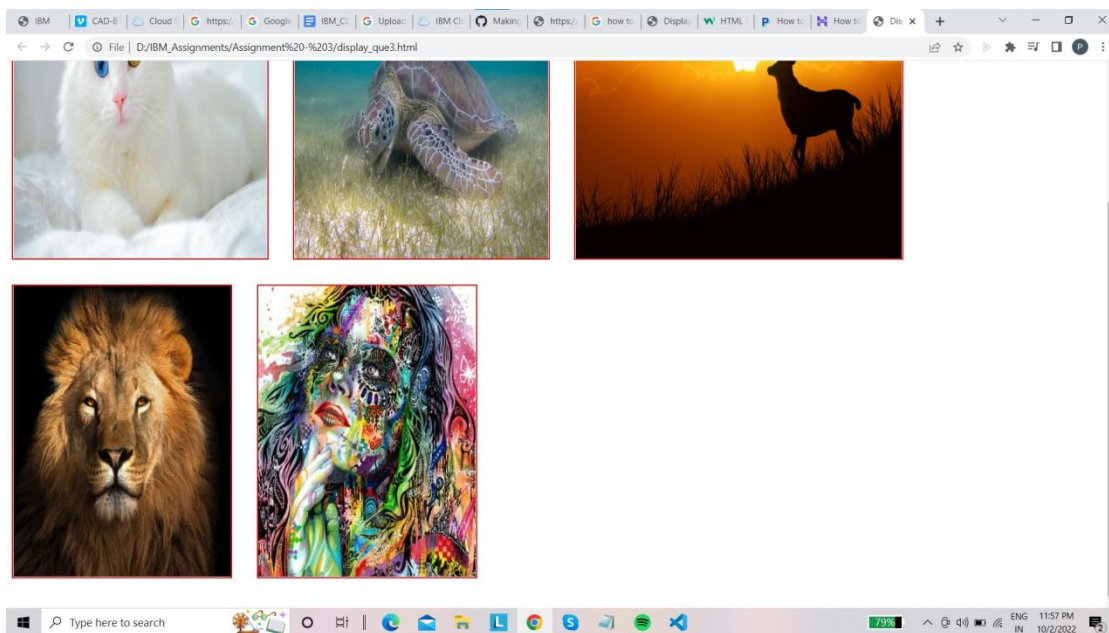 IBM
CAD-B
Cloud
https://
Google
IBM_CL
Upload
IBM Cl
Making
https://
how to
Display
HTML
How to
How to
Dis
File | D:/IBM_Assignments/Assignment%20-%203/display_que3.html
Type here to search
79%
ENG 11:57 PM
IN 10/2/2022